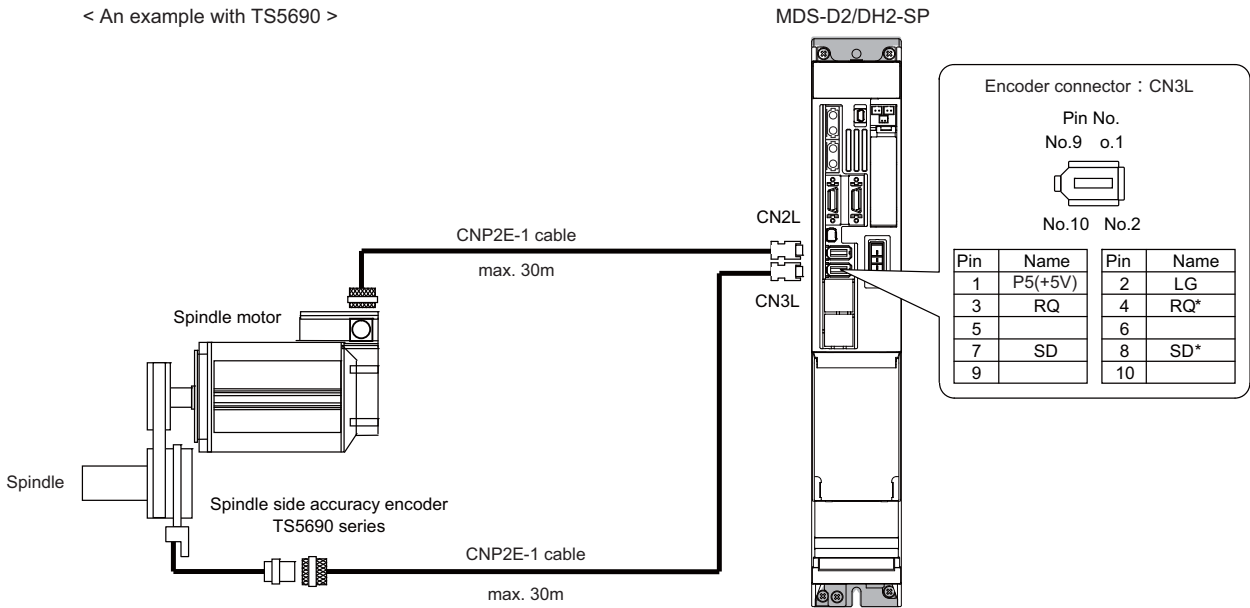 < An example with TS5690 >
MDS-D2/DH2-SP
Encoder connector : CN3L
Pin No.
No.9 o.1
No.10 No.2
Pin Name Pin Name
1 P5(+5V) 2 LG
3 RQ 4 RQ*
5 6
7 SD 8 SD*
9 10
CN2L
CNP2E-1 cable
max. 30m
CN3L
Spindle motor
Spindle
Spindle side accuracy encoder
TS5690 series
CNP2E-1 cable
max. 30m